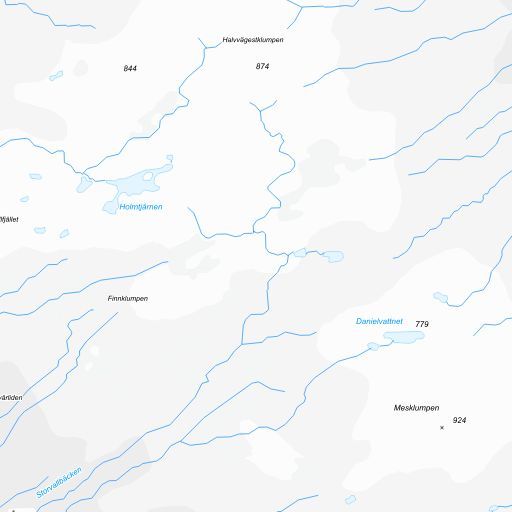 Halvvägestklumpen
844
874
Holmtjärnen
Finnklumpen
Danielvattnet
779
Mesklumpen
924
Storvallbäcken